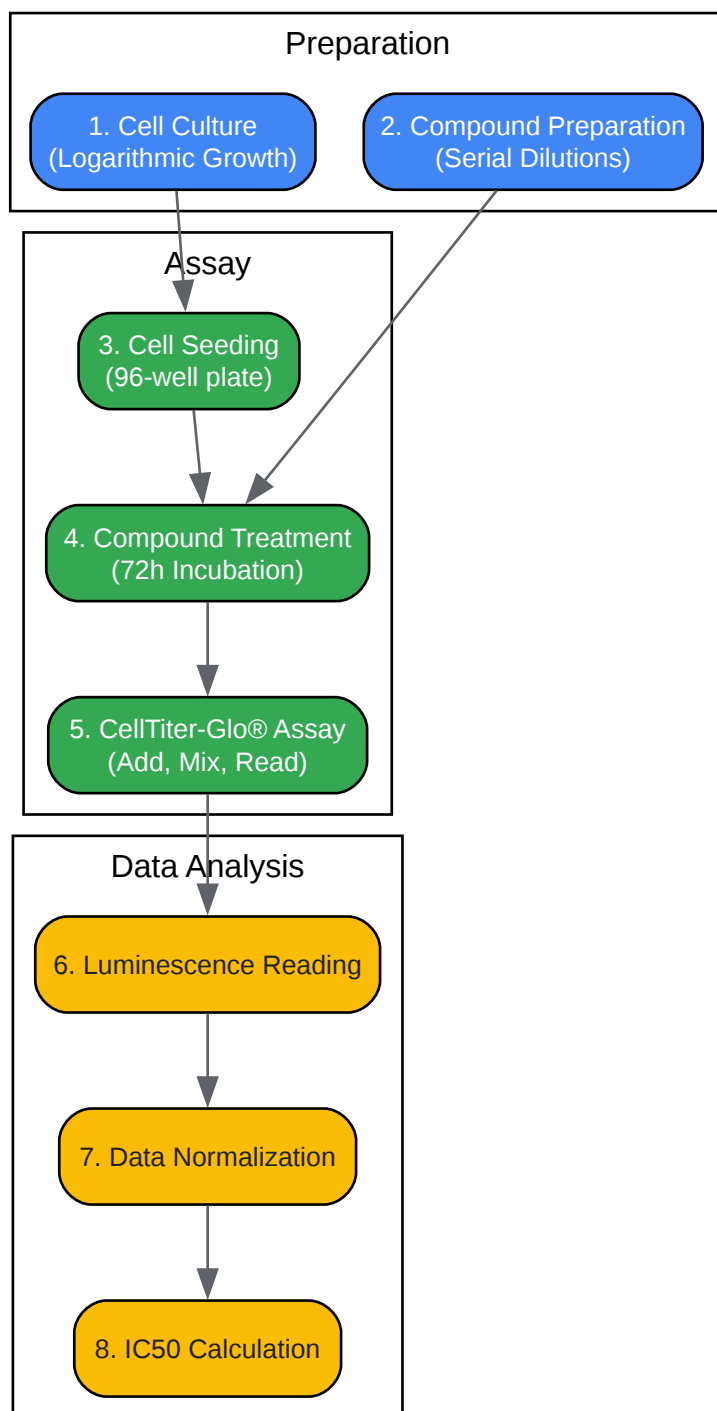 Preparation
1. Cell Culture
(Logarithmic Growth)
2. Compound Preparation
(Serial Dilutions)
Assay
3. Cell Seeding
(96-well plate)
4. Compound Treatment
(72h Incubation)
5. CellTiter-Glo® Assay
(Add, Mix, Read)
Data Analysis
6. Luminescence Reading
7. Data Normalization
8. IC50 Calculation